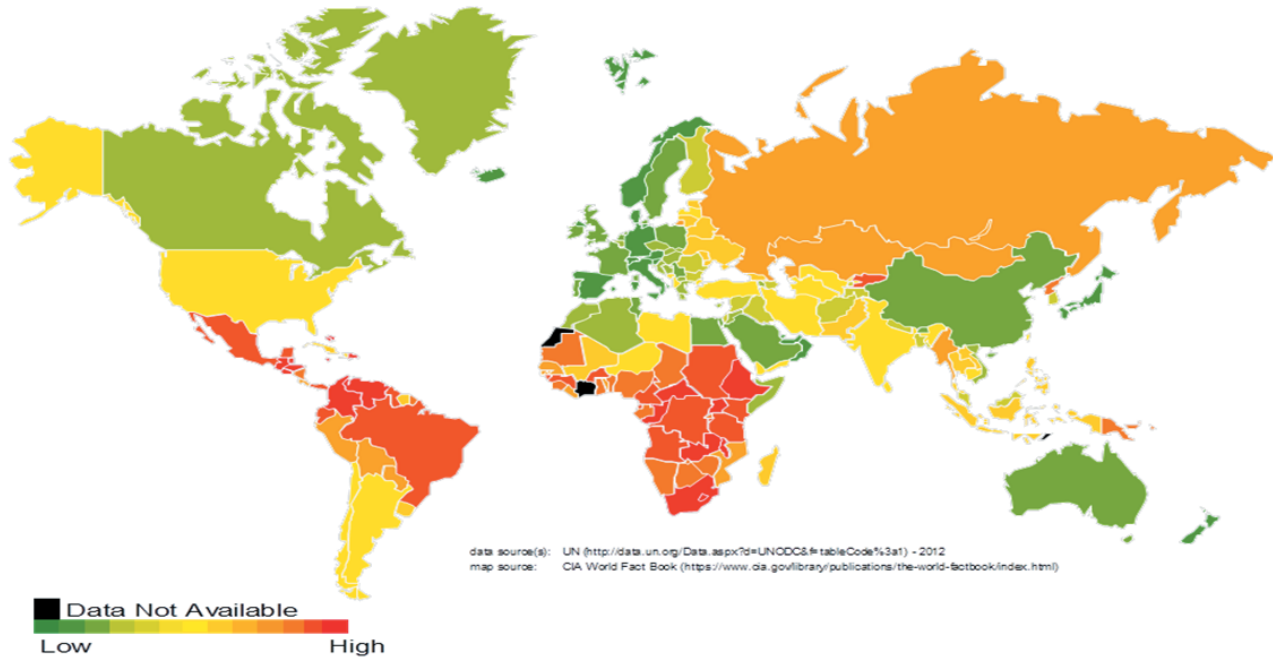 data source(s): UN (http://data.un.org/Data.aspx?d=UNODC&f=tableCode%3a1) - 2012
map source: CIA World Fact Book (https://www.cia.gov/library/publications/the-world-factbook/index.html)
Data Not Available
Low High